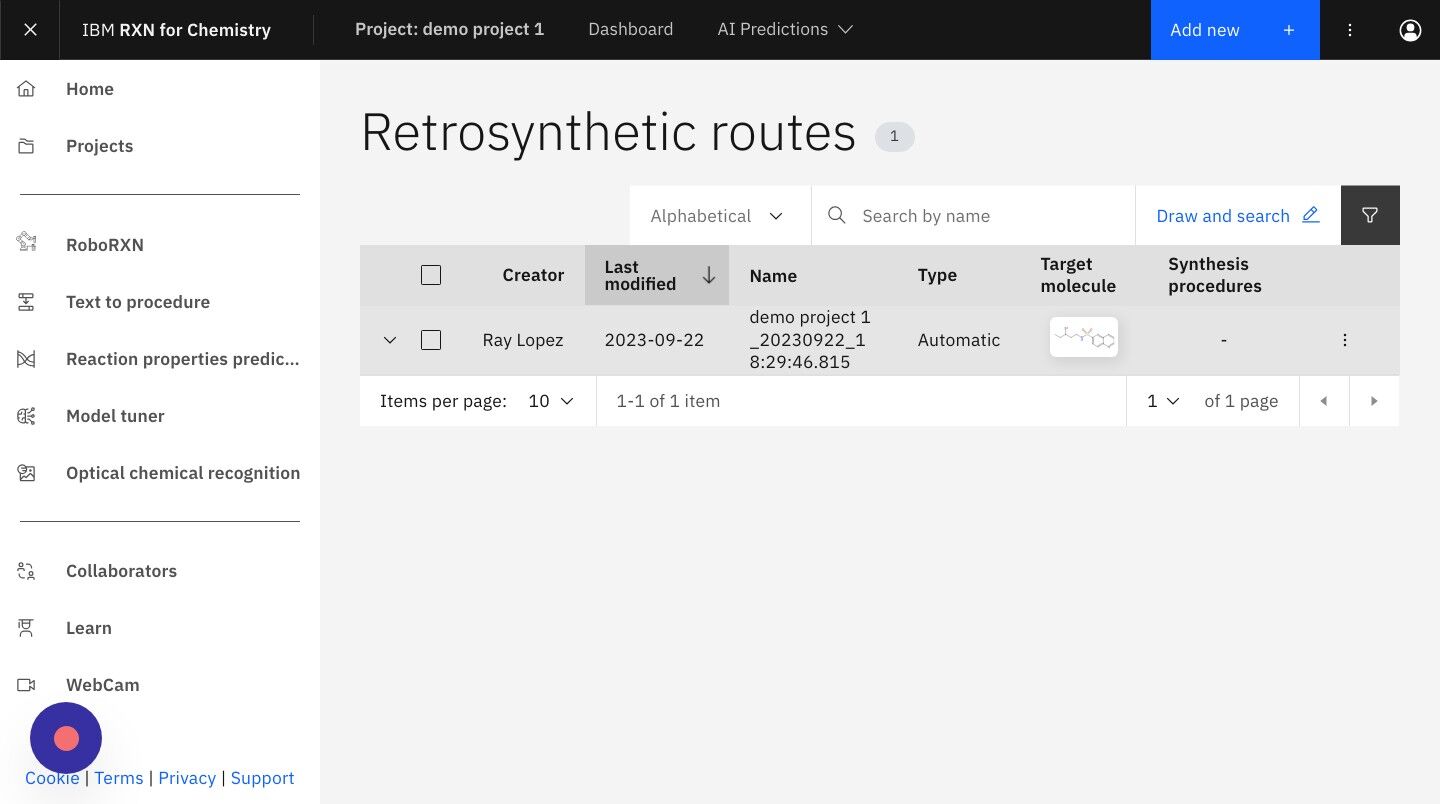 IBM RXN for Chemistry
Project: demo project 1
Dashboard
AI Predictions
Add new +
Home
Projects
RoboRXN
Text to procedure
Reaction properties predic...
Model tuner
Optical chemical recognition
Collaborators
Learn
WebCam
Cookie | Terms | Privacy | Support
Retrosynthetic routes 1
Alphabetical
Search by name
Draw and search
Creator
Last
modified
Name
Type
Target
molecule
Synthesis
procedures
Ray Lopez
2023-09-22
demo project 1
_20230922_1
8:29:46.815
Automatic
-
Items per page: 10
1-1 of 1 item
1 of 1 page